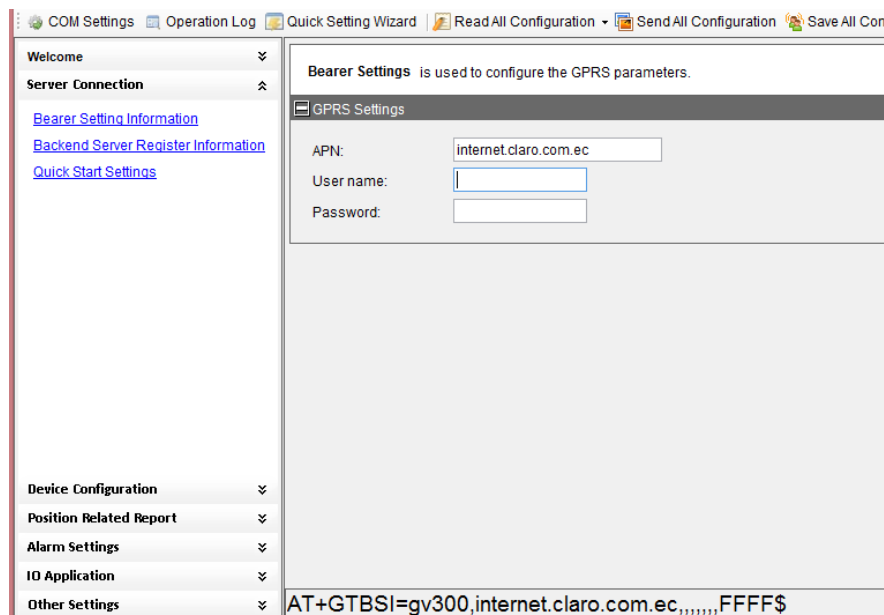 COM Settings Operation Log Quick Setting Wizard Read All Configuration Send All Configuration Save All Con
Welcome
Server Connection
Bearer Setting Information
Backend Server Register Information
Quick Start Settings
Device Configuration
Position Related Report
Alarm Settings
IO Application
Other Settings
Bearer Settings is used to configure the GPRS parameters.
GPRS Settings
APN: internet.claro.com.ec
User name:
Password:
AT+GTBSI=gv300,internet.claro.com.ec,,,,,,,FFFF$